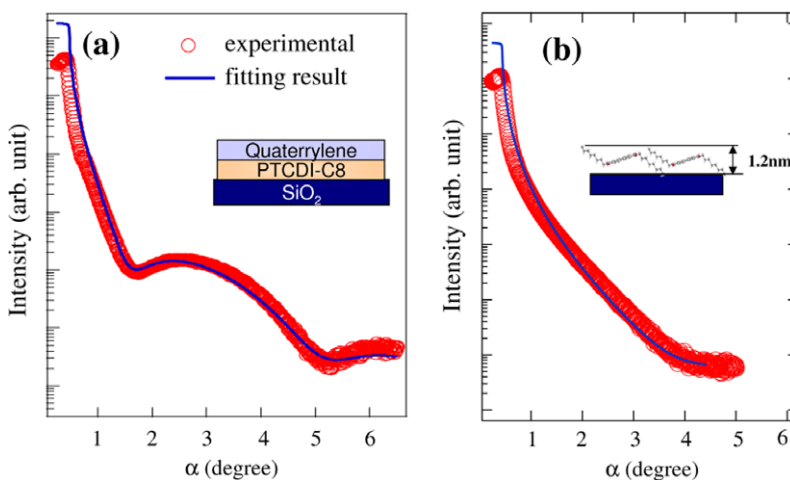 (a)
experimental
fitting result
Quaterrylene
PTCDI-C8
SiO₂
Intensity (arb. unit)
1 2 3 4 5 6
α (degree)
(b)
1.2nm
Intensity (arb. unit)
1 2 3 4 5 6
α (degree)